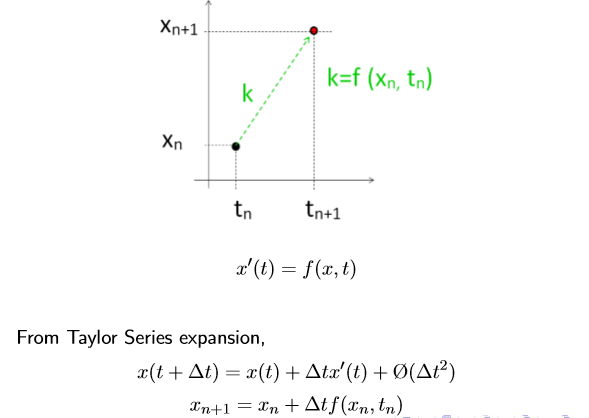 xₙ₊₁
k
k=f (xₙ, tₙ)
xₙ
tₙ
tₙ₊₁
x′(t) = f(x, t)
From Taylor Series expansion,
x(t + Δt) = x(t) + Δtx′(t) + Ø(Δt²)
xₙ₊₁ = xₙ + Δtf(xₙ, tₙ)